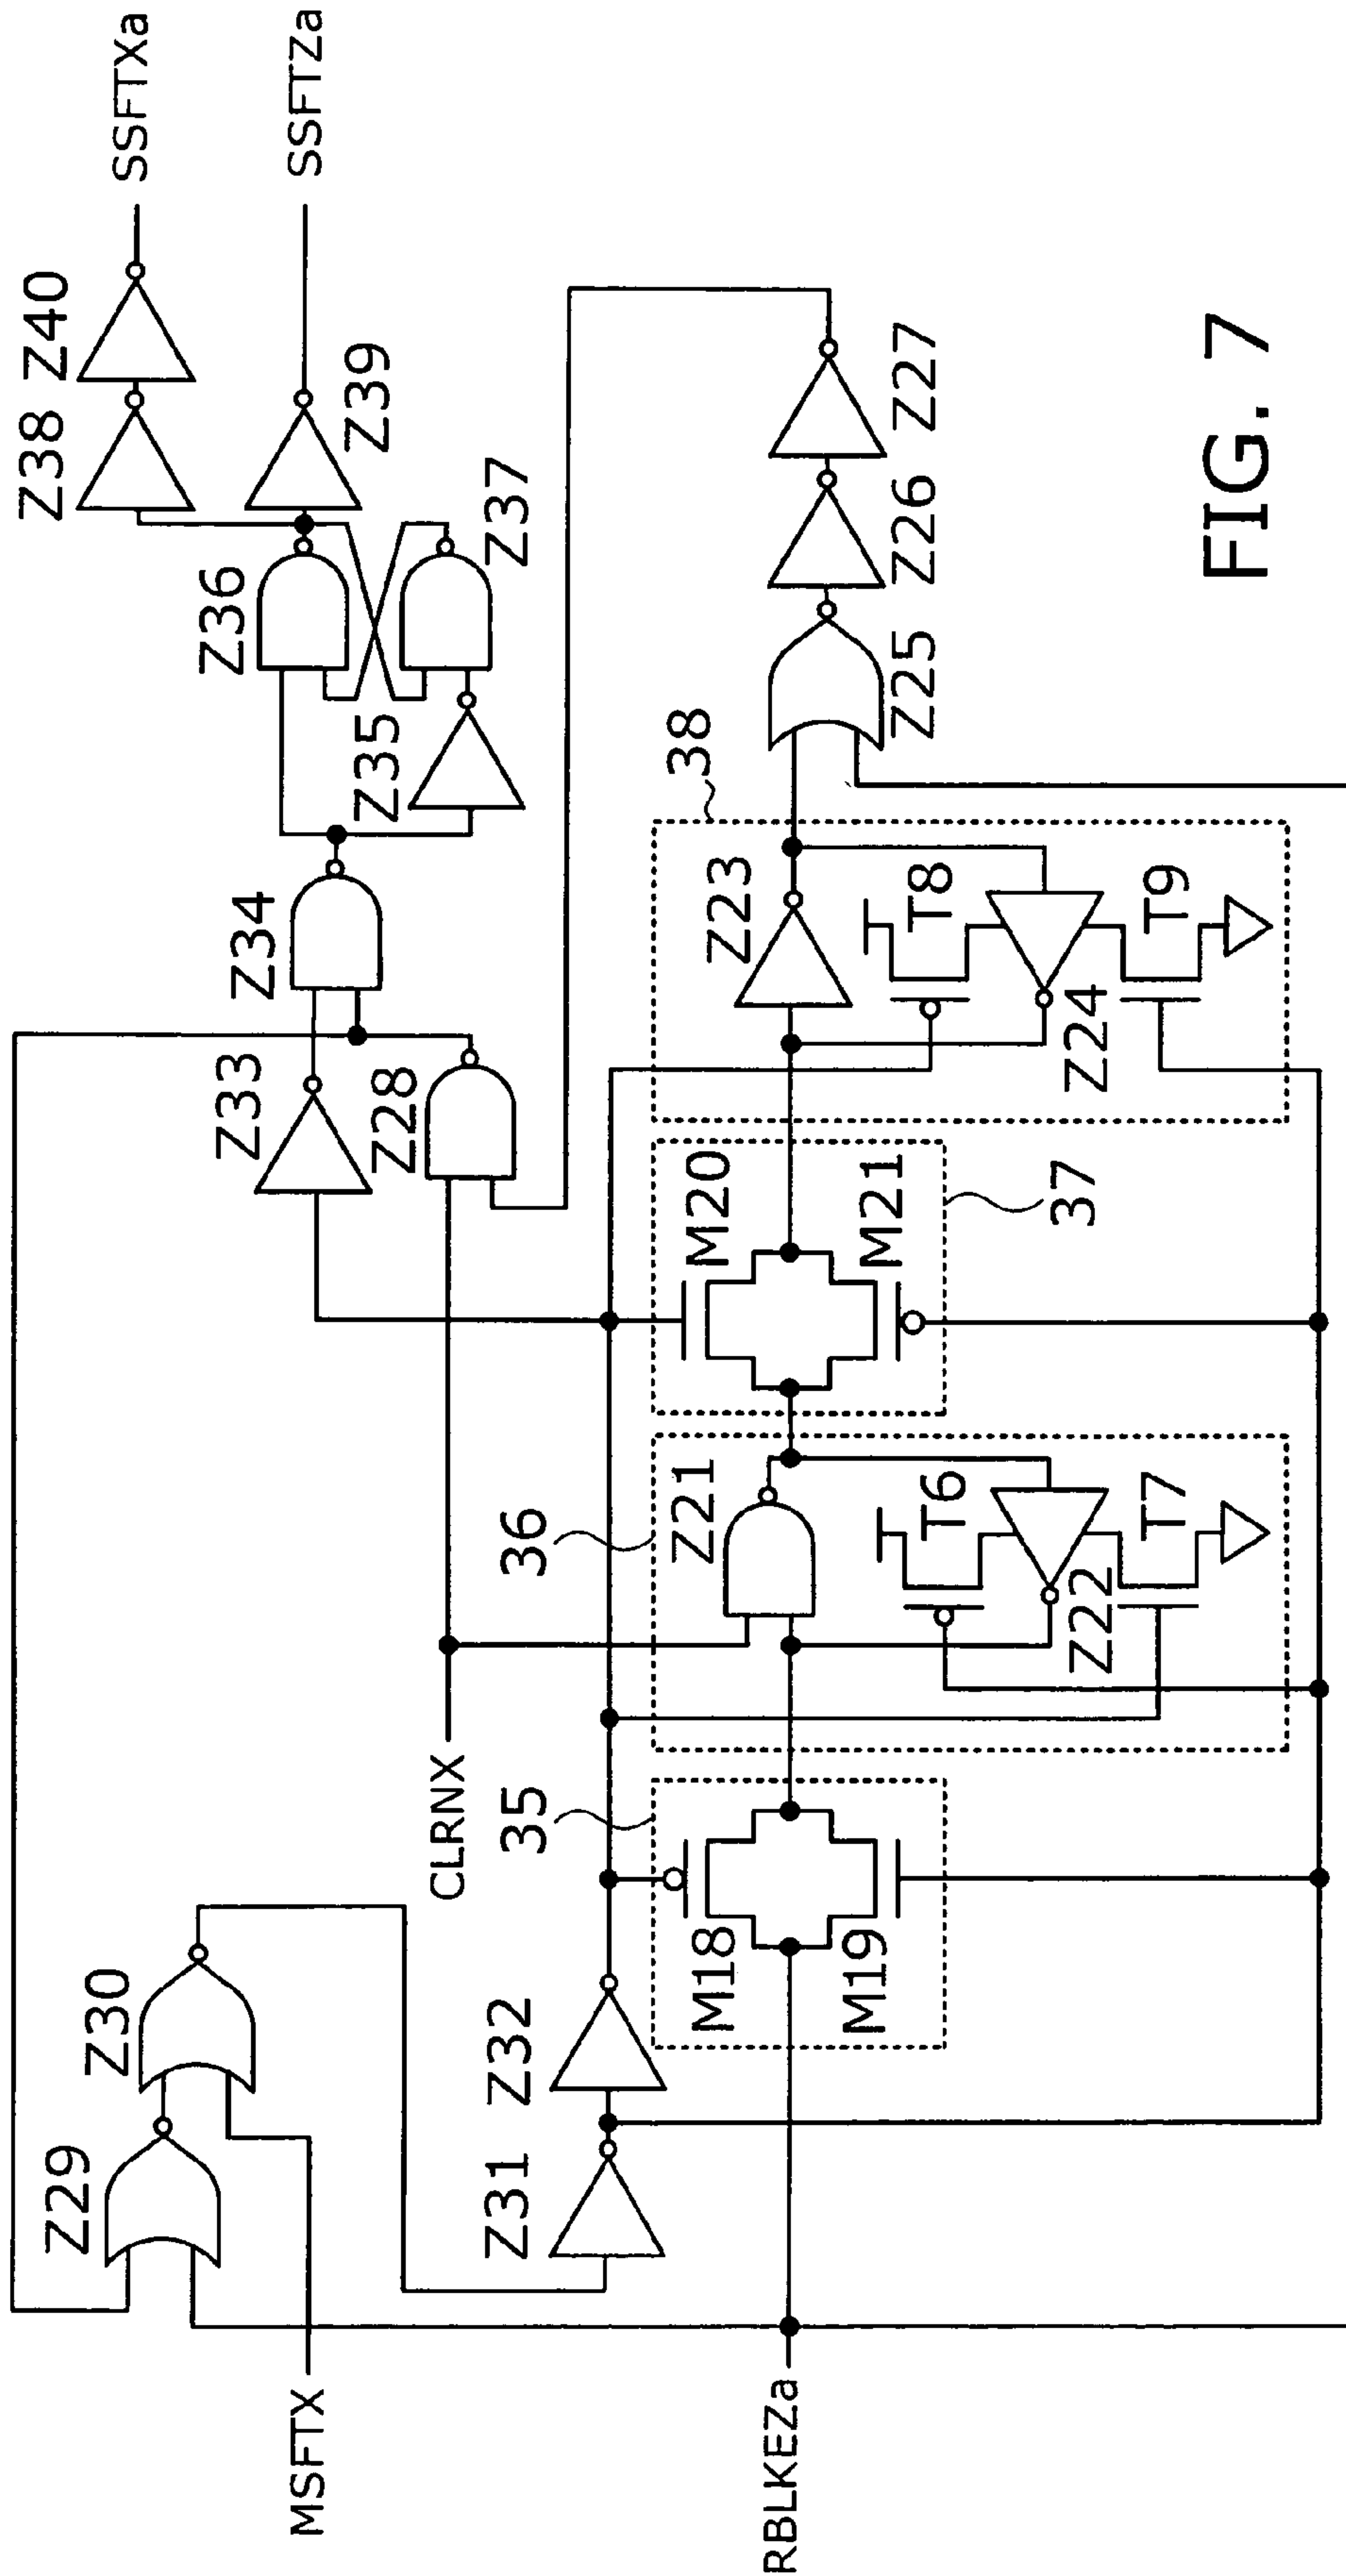 MSFTX
RBLKEZa
CLRNX
SSFTXa
SSFTZa
Z29
Z30
Z31
Z32
35
M18
M19
36
Z21
T6
Z22
T7
37
M20
M21
38
Z23
T8
Z24
T9
Z25
Z26
Z27
Z28
Z33
Z34
Z35
Z36
Z37
Z38
Z39
Z40
FIG. 7